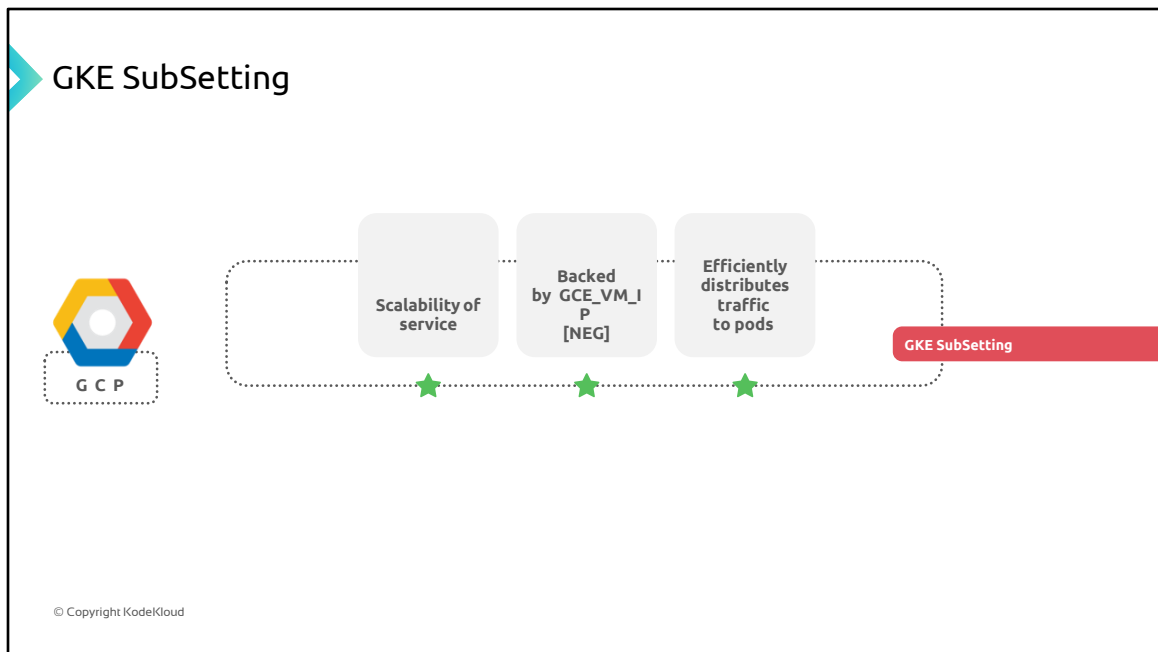 GKE SubSetting
Scalability of
service
Backed
by GCE_VM_I
P
[NEG]
Efficiently
distributes
traffic
to pods
GKE SubSetting
G C P
© Copyright KodeKloud